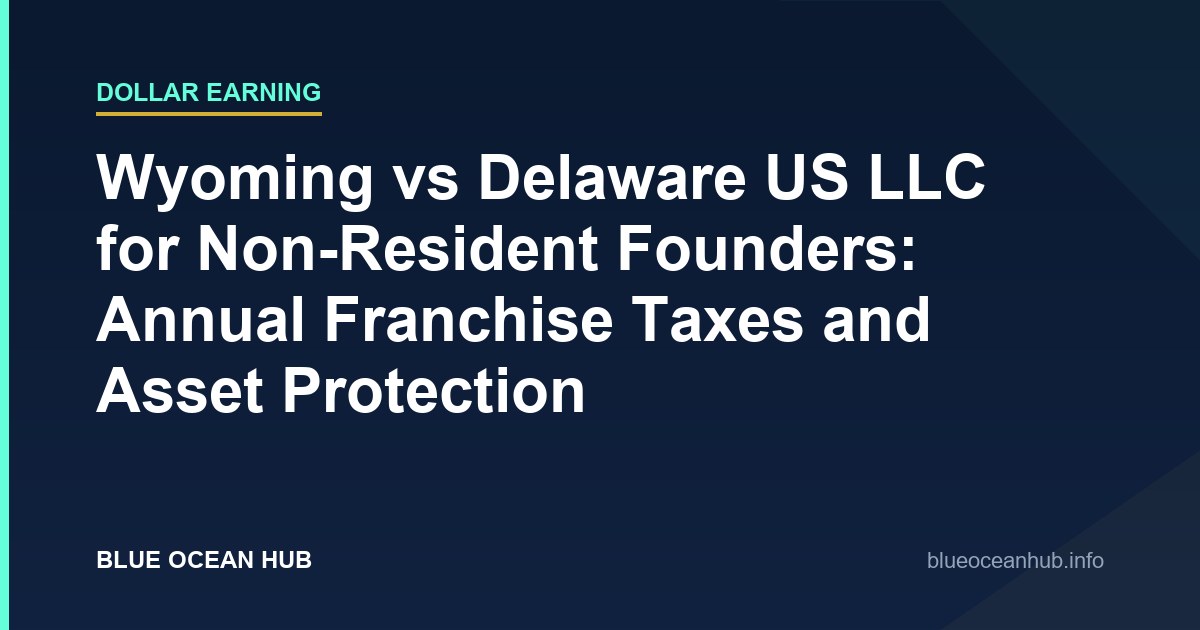 DOLLAR EARNING
Wyoming vs Delaware US LLC
for Non-Resident Founders:
Annual Franchise Taxes and
Asset Protection
BLUE OCEAN HUB
blueoceanhub.info